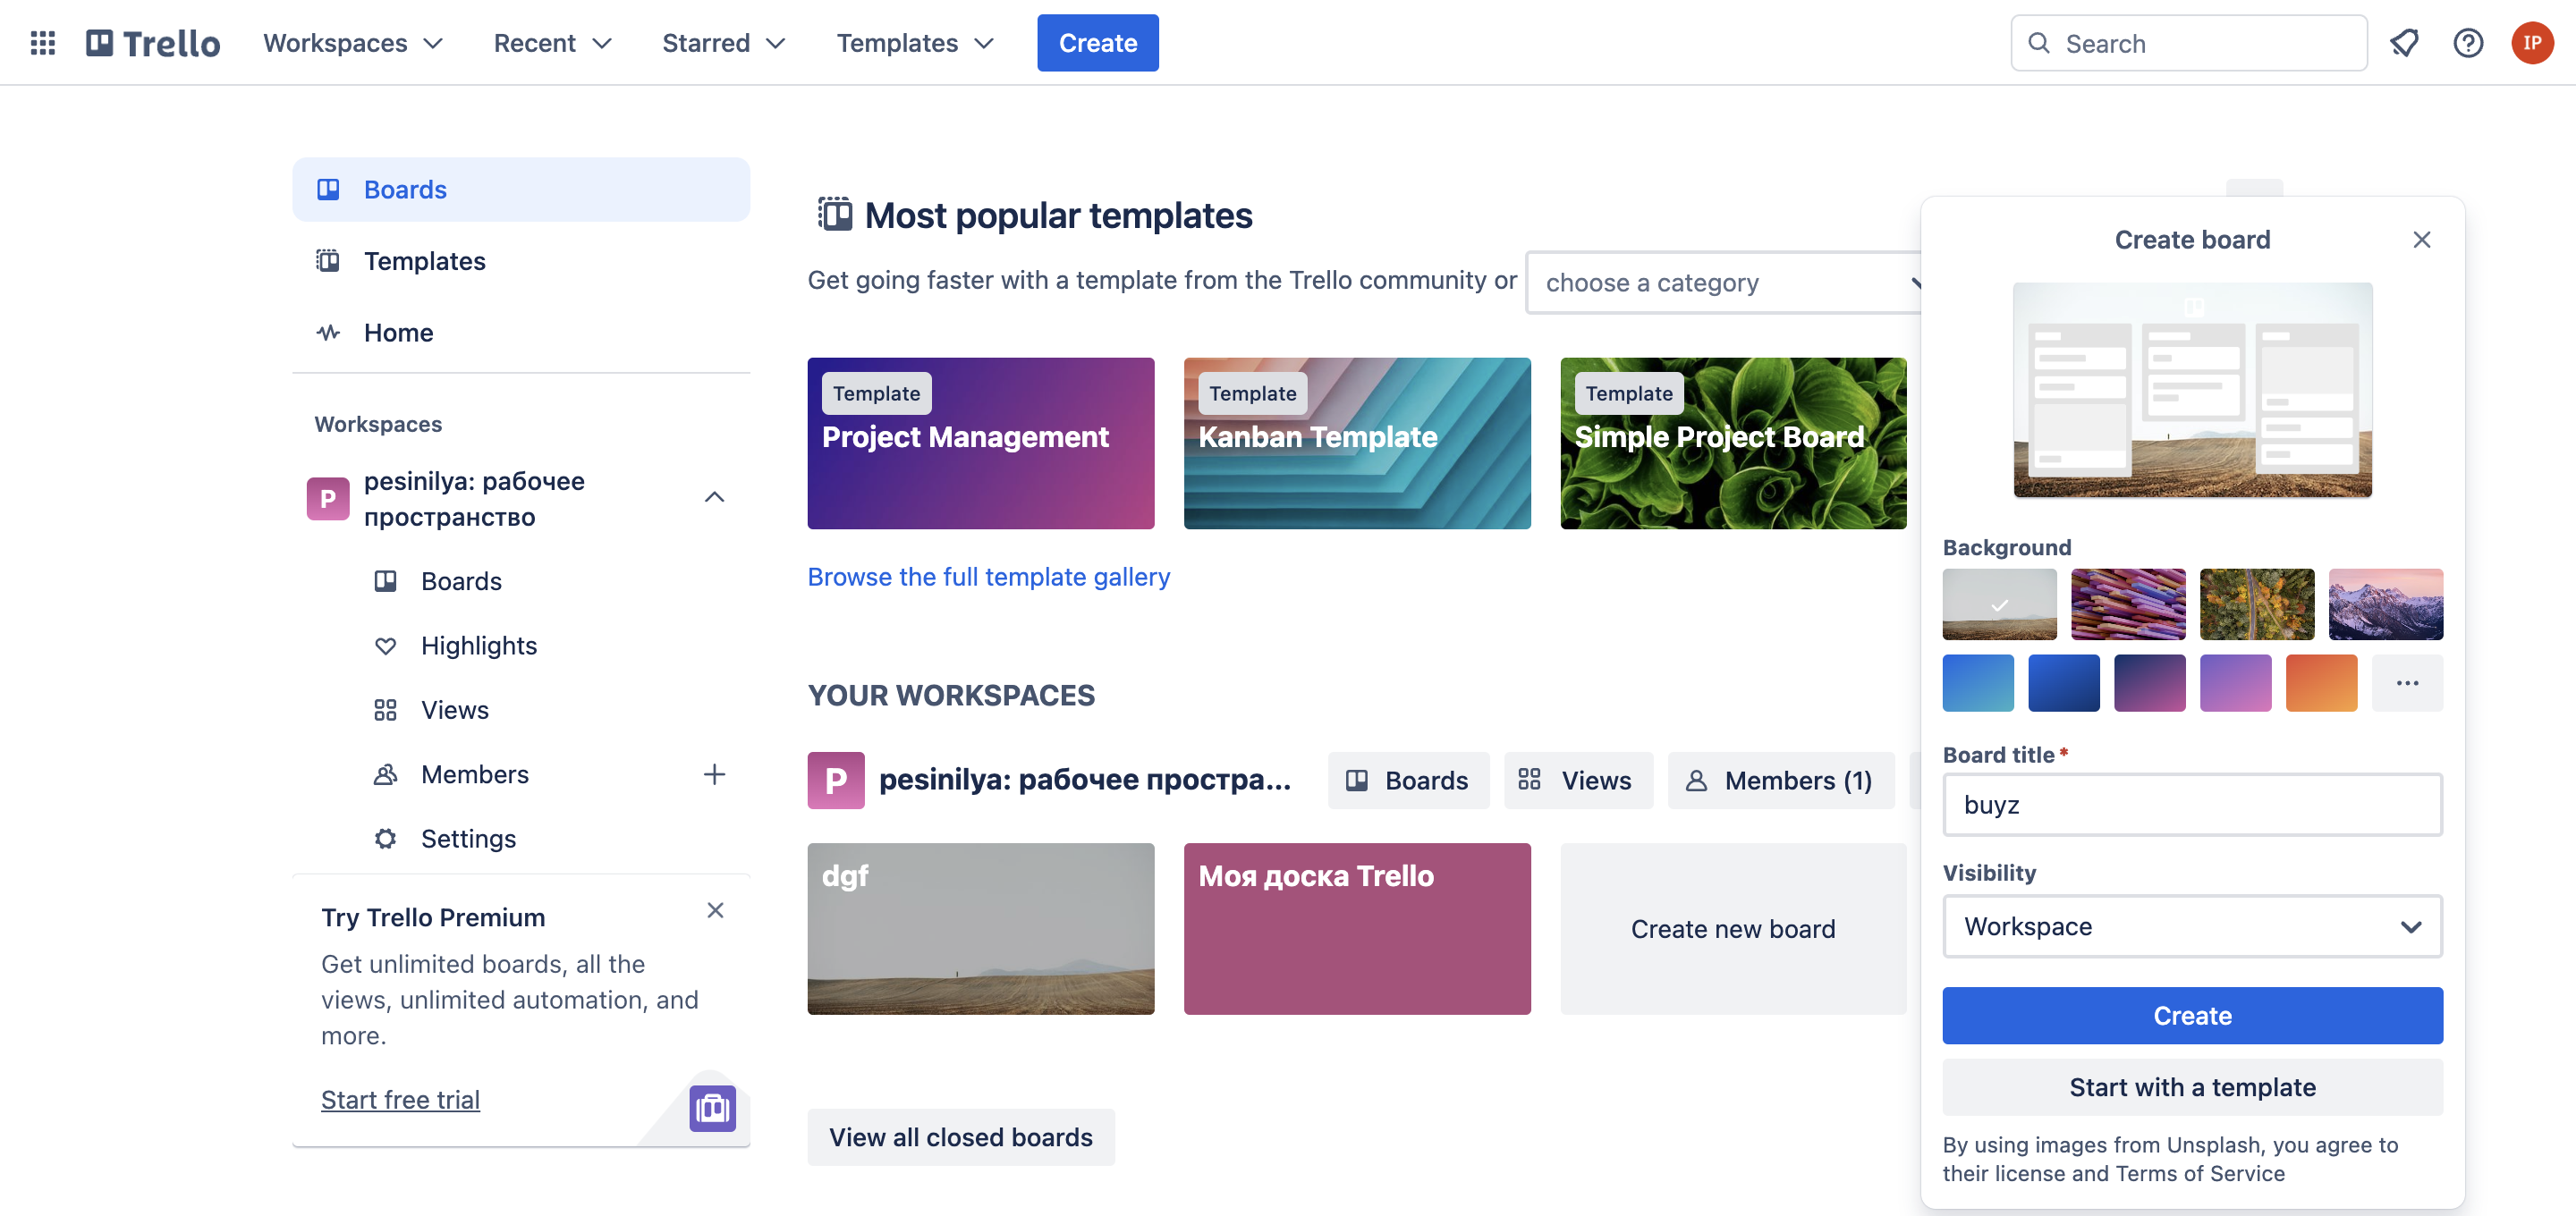 Trello
Workspaces
Recent
Starred
Templates
Create
Search
IP
Boards
Templates
Home
Workspaces
P
pesinilya: рабочее
пространство
Boards
Highlights
Views
Members
Settings
Try Trello Premium
Get unlimited boards, all the
views, unlimited automation, and
more.
Start free trial
Most popular templates
Get going faster with a template from the Trello community or
choose a category
Template
Project Management
Template
Kanban Template
Template
Simple Project Board
Browse the full template gallery
YOUR WORKSPACES
P
pesinilya: рабочее простра...
Boards
Views
Members (1)
dgf
Моя доска Trello
Create new board
View all closed boards
Create board
Background
Board title*
buyz
Visibility
Workspace
Create
Start with a template
By using images from Unsplash, you agree to
their license and Terms of Service